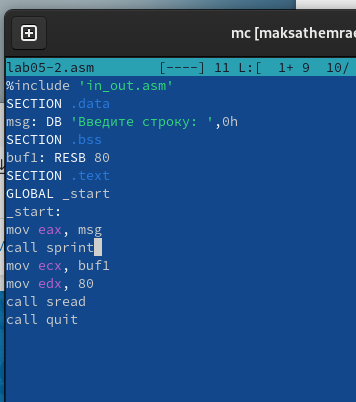 mc [maksathemra
lab05-2.asm [----] 11 L:[ 1+ 9 10/
%include 'in_out.asm'
SECTION .data
msg: DB 'Введите строку: ',0h
SECTION .bss
buf1: RESB 80
SECTION .text
GLOBAL _start
_start:
mov eax, msg
call sprint
mov ecx, buf1
mov edx, 80
call sread
call quit